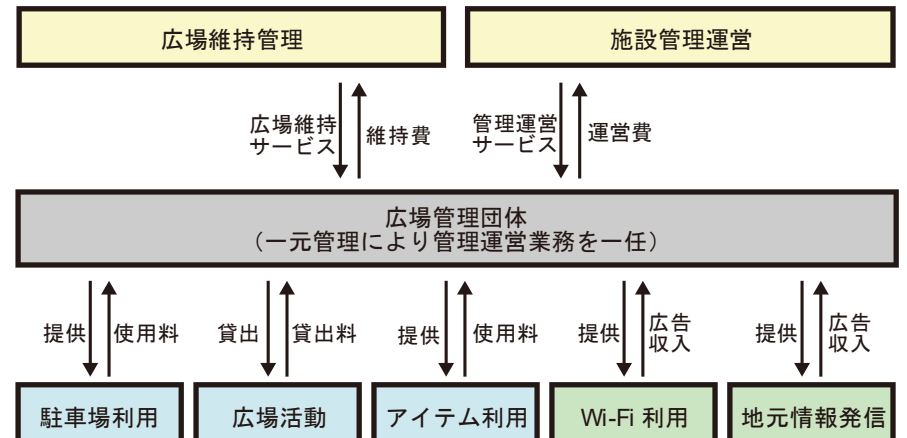 広場維持管理
施設管理運営
広場維持
サービス
維持費
管理運営
サービス
運営費
広場管理団体
（一元管理により管理運営業務を一任）
提供
使用料
貸出
貸出料
提供
使用料
提供
広告
収入
提供
広告
収入
駐車場利用
広場活動
アイテム利用
Wi-Fi 利用
地元情報発信